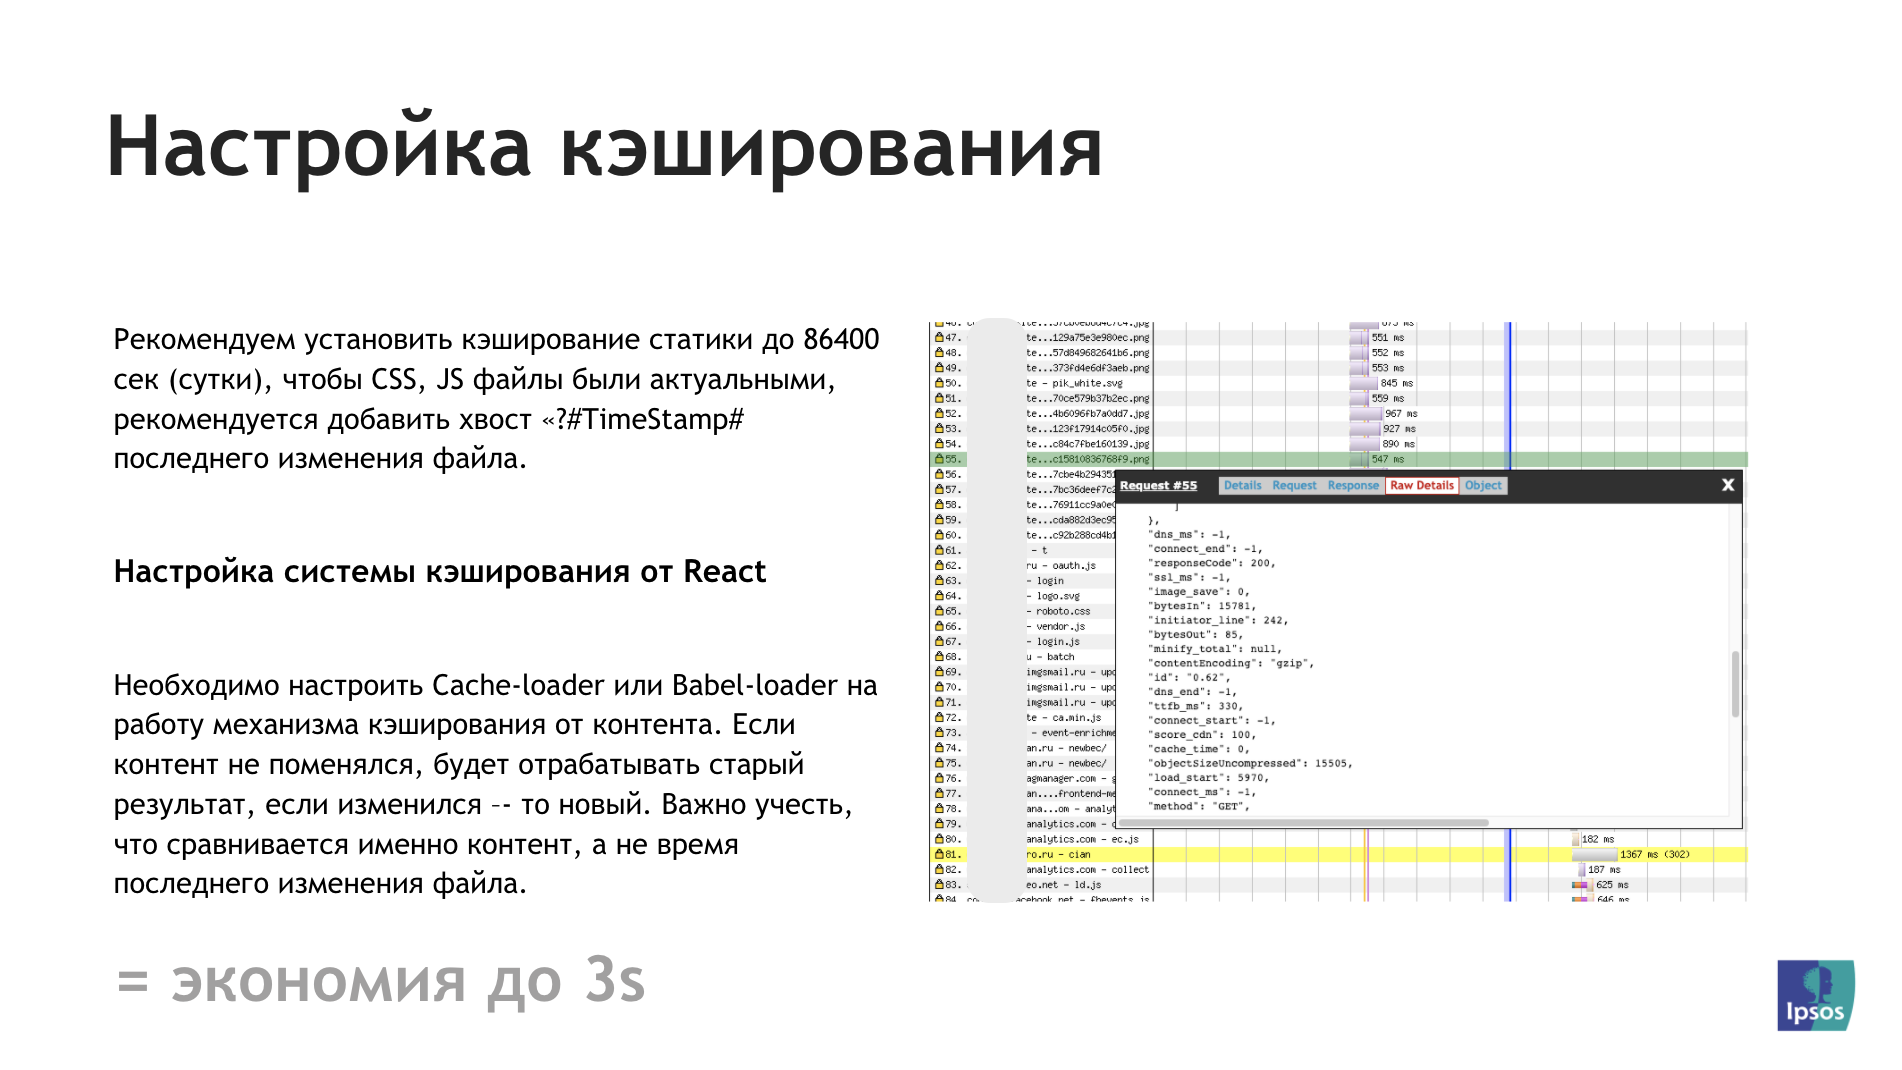 Настройка кэширования
Рекомендуем установить кэширование статики до 86400
сек (сутки), чтобы CSS, JS файлы были актуальными,
рекомендуется добавить хвост «?#TimeStamp#
последнего изменения файла.
Настройка системы кэширования от React
Необходимо настроить Cache-loader или Babel-loader на
работу механизма кэширования от контента. Если
контент не поменялся, будет отрабатывать старый
результат, если изменился –- то новый. Важно учесть,
что сравнивается именно контент, а не время
последнего изменения файла.
= экономия до 3s
47. te...129a75e3e980ec.png 551 ms
48. te...57d849682641b6.png 552 ms
49. te...373fd4e6df3aeb.png 553 ms
50. te - pik_white.svg 845 ms
51. te...70ce579b37b2ec.png 559 ms
52. te...4b6096fb7a0dd7.jpg 967 ms
53. te...123f17914c05f0.jpg 927 ms
54. te...c84c7fbe160139.jpg 890 ms
55. te...c15810836768f9.png 547 ms
56. te...7cbe4b294351
57. te...7bc36deef7c2
58. te...76911cc9a0e0
59. te...cda882d3ec95
60. te...c92b288cd4b1
61. - t
62. ru - oauth.js
63. - login
64. - logo.svg
65. - roboto.css
66. - vendor.js
67. - login.js
68. u - batch
69. imgsmail.ru - upd
70. imgsmail.ru - upd
71. imgsmail.ru - upd
72. te - ca.min.js
73. - event-enrichme
74. an.ru - newbec/
75. an.ru - newbec/
76. agmanager.com - g
77. an....frontend-me
78. ana...om - analyt
79. analytics.com - c
80. analytics.com - ec.js 182 ms
81. ro.ru - cian 1367 ms (302)
82. analytics.com - collect 187 ms
83. eo.net - ld.js 625 ms
84. cebook.net - fbevents.js 646 ms
Request #55 Details Request Response Raw Details Object X
]
},
"dns_ms": -1,
"connect_end": -1,
"responseCode": 200,
"ssl_ms": -1,
"image_save": 0,
"bytesIn": 15781,
"initiator_line": 242,
"bytesOut": 85,
"minify_total": null,
"contentEncoding": "gzip",
"id": "0.62",
"dns_end": -1,
"ttfb_ms": 330,
"connect_start": -1,
"score_cdn": 100,
"cache_time": 0,
"objectSizeUncompressed": 15505,
"load_start": 5970,
"connect_ms": -1,
"method": "GET",
Ipsos